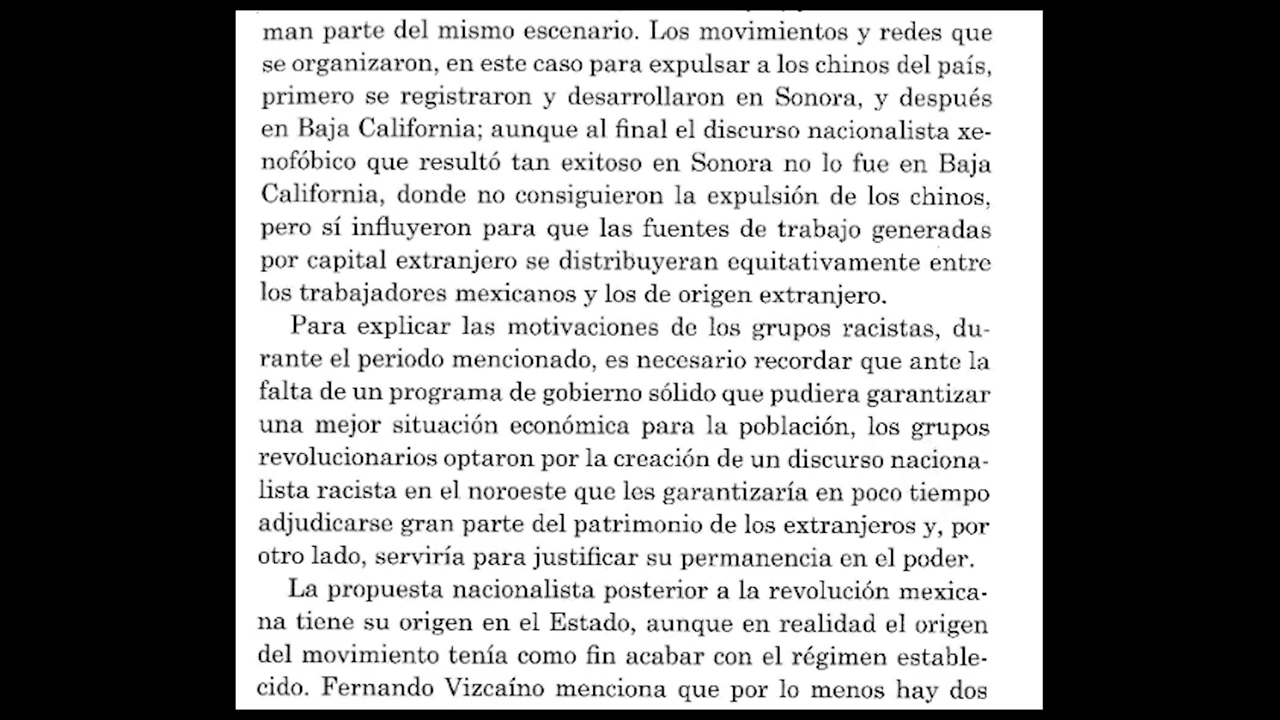 man parte del mismo escenario. Los movimientos y redes que
se organizaron, en este caso para expulsar a los chinos del país,
primero se registraron y desarrollaron en Sonora, y después
en Baja California; aunque al final el discurso nacionalista xe-
nofóbico que resultó tan exitoso en Sonora no lo fue en Baja
California, donde no consiguieron la expulsión de los chinos,
pero sí influyeron para que las fuentes de trabajo generadas
por capital extranjero se distribuyeran equitativamente entre
los trabajadores mexicanos y los de origen extranjero.
Para explicar las motivaciones de los grupos racistas, du-
rante el periodo mencionado, es necesario recordar que ante la
falta de un programa de gobierno sólido que pudiera garantizar
una mejor situación económica para la población, los grupos
revolucionarios optaron por la creación de un discurso naciona-
lista racista en el noroeste que les garantizaría en poco tiempo
adjudicarse gran parte del patrimonio de los extranjeros y, por
otro lado, serviría para justificar su permanencia en el poder.
La propuesta nacionalista posterior a la revolución mexica-
na tiene su origen en el Estado, aunque en realidad el origen
del movimiento tenía como fin acabar con el régimen estable-
cido. Fernando Vizcaíno menciona que por lo menos hay dos